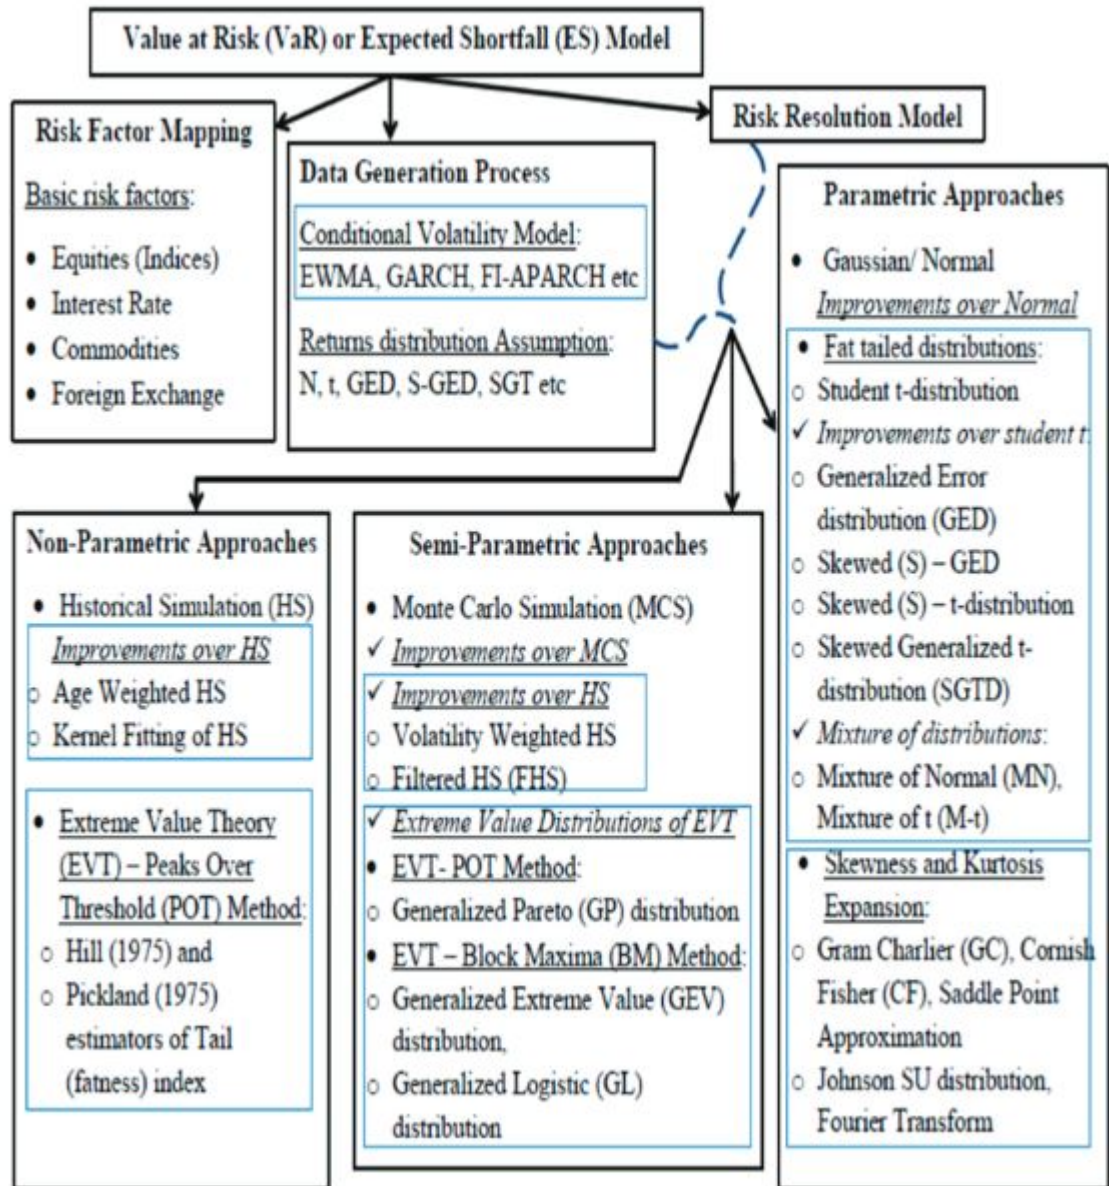 Value at Risk (VaR) or Expected Shortfall (ES) Model
Risk Factor Mapping
Basic risk factors:
• Equities (Indices)
• Interest Rate
• Commodities
• Foreign Exchange
Data Generation Process
Conditional Volatility Model:
EWMA, GARCH, FI-APARCH etc
Returns distribution Assumption:
N, t, GED, S-GED, SGT etc
Risk Resolution Model
Non-Parametric Approaches
• Historical Simulation (HS)
Improvements over HS
○ Age Weighted HS
○ Kernel Fitting of HS
• Extreme Value Theory
(EVT) – Peaks Over
Threshold (POT) Method:
○ Hill (1975) and
○ Pickland (1975)
estimators of Tail
(fatness) index
Semi-Parametric Approaches
• Monte Carlo Simulation (MCS)
✓ Improvements over MCS
✓ Improvements over HS
○ Volatility Weighted HS
○ Filtered HS (FHS)
✓ Extreme Value Distributions of EVT
• EVT- POT Method:
○ Generalized Pareto (GP) distribution
• EVT – Block Maxima (BM) Method:
○ Generalized Extreme Value (GEV)
distribution,
○ Generalized Logistic (GL)
distribution
Parametric Approaches
• Gaussian/ Normal
Improvements over Normal
• Fat tailed distributions:
○ Student t-distribution
✓ Improvements over student t:
○ Generalized Error
distribution (GED)
○ Skewed (S) – GED
○ Skewed (S) – t-distribution
○ Skewed Generalized t-
distribution (SGTD)
✓ Mixture of distributions:
○ Mixture of Normal (MN),
Mixture of t (M-t)
• Skewness and Kurtosis
Expansion:
○ Gram Charlier (GC), Cornish
Fisher (CF), Saddle Point
Approximation
○ Johnson SU distribution,
Fourier Transform